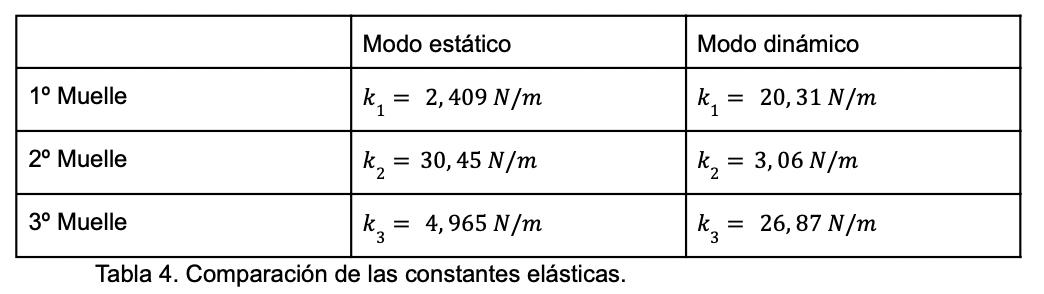 Modo estático Modo dinámico
1º Muelle k₁ = 2,409 N/m k₁ = 20,31 N/m
2º Muelle k₂ = 30,45 N/m k₂ = 3,06 N/m
3º Muelle k₃ = 4,965 N/m k₃ = 26,87 N/m
Tabla 4. Comparación de las constantes elásticas.